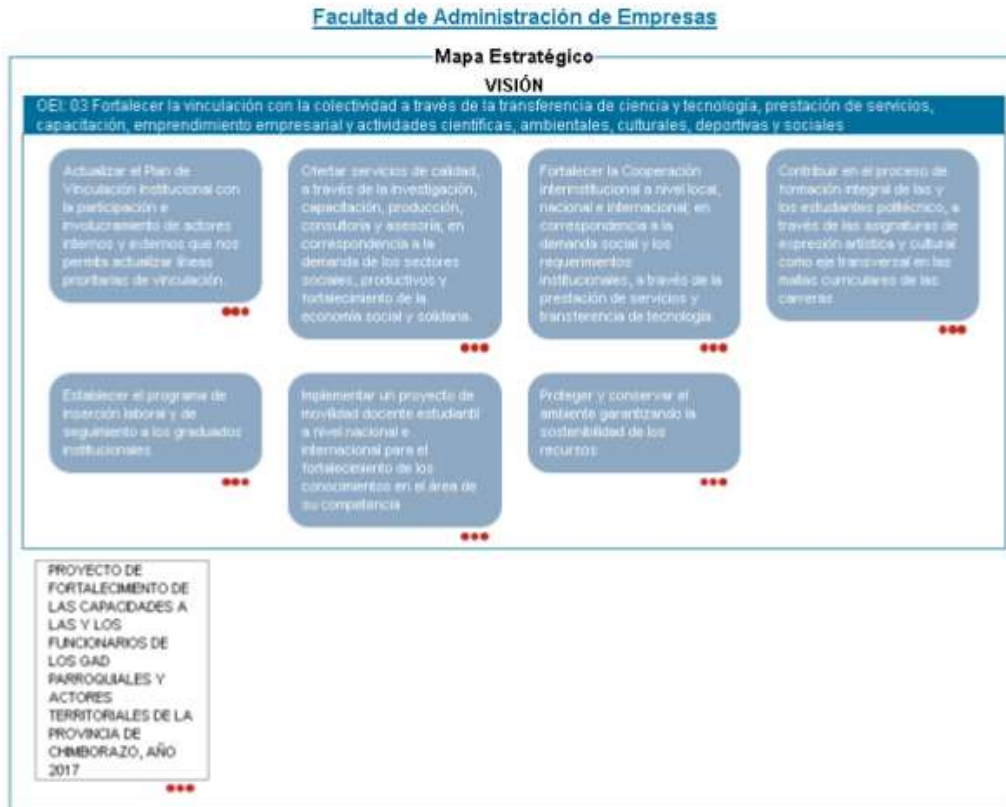 Facultad de Administración de Empresas
Mapa Estratégico
VISIÓN
OEI: 03 Fortalecer la vinculación con la colectividad a través de la transferencia de ciencia y tecnología, prestación de servicios,
capacitación, emprendimiento empresarial y actividades científicas, ambientales, culturales, deportivas y sociales
Actualizar el Plan de
Vinculación Institucional con
la participación e
involucramiento de actores
internos y externos que nos
permita actualizar líneas
prioritarias de vinculación.
Ofertar servicios de calidad,
a través de la investigación,
capacitación, producción,
consultoría y asesoría; en
correspondencia a la
demanda de los sectores
sociales, productivos y
fortalecimiento de la
economía social y solidaria.
Fortalecer la Cooperación
interinstitucional a nivel local,
nacional e internacional; en
correspondencia a la
demanda social y los
requerimientos
institucionales, a través de la
prestación de servicios y
transferencia de tecnología
Contribuir en el proceso de
formación integral de las y
los estudiantes politécnico, a
través de las asignaturas de
expresión artística y cultural
como eje transversal en las
mallas curriculares de las
carreras
Establecer el programa de
inserción laboral y de
seguimiento a los graduados
institucionales
Implementar un proyecto de
movilidad docente estudiantil
a nivel nacional e
internacional para el
fortalecimiento de los
conocimientos en el área de
su competencia
Proteger y conservar el
ambiente garantizando la
sostenibilidad de los
recursos
PROYECTO DE
FORTALECIMIENTO DE
LAS CAPACIDADES A
LAS Y LOS
FUNCIONARIOS DE
LOS GAD
PARROQUIALES Y
ACTORES
TERRITORIALES DE LA
PROVINCIA DE
CHIMBORAZO, AÑO
2017